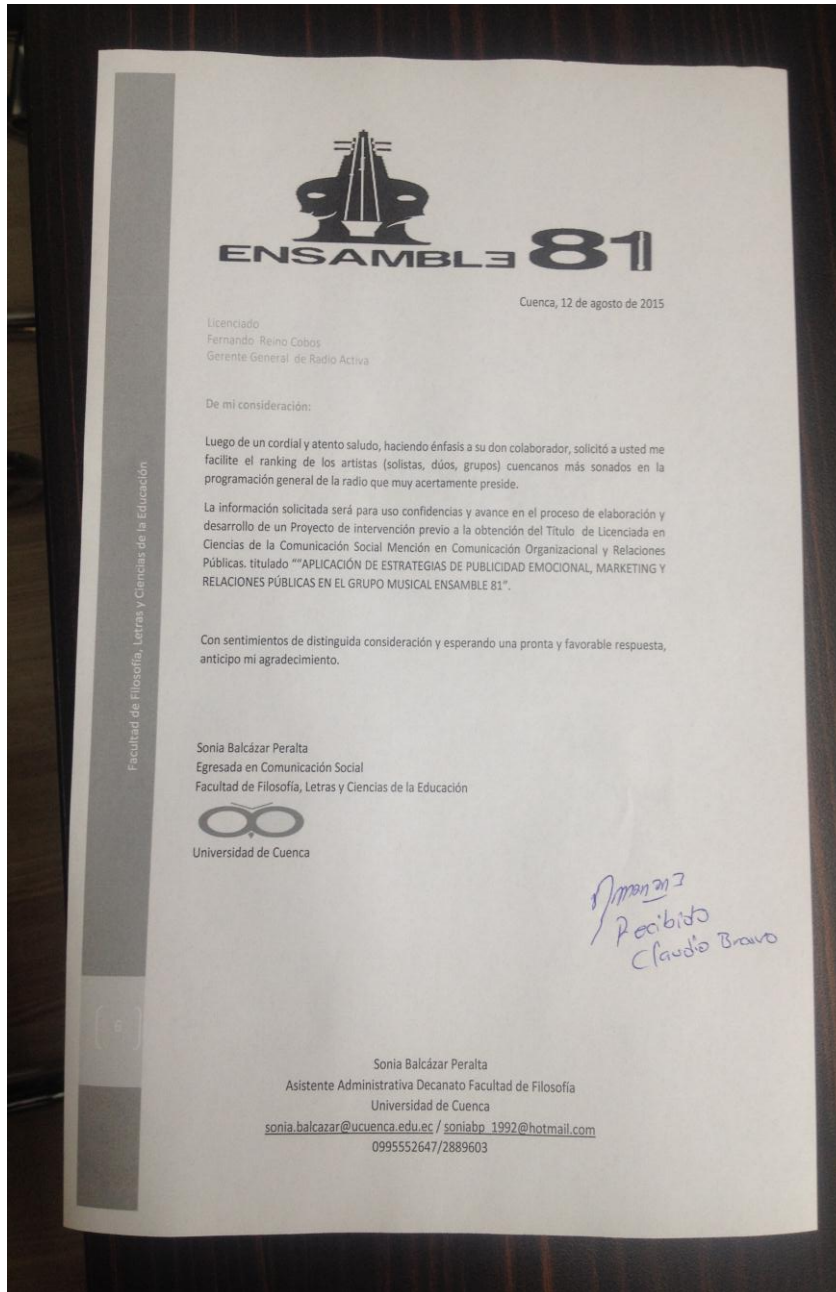 ENSAMBLE 81
Cuenca, 12 de agosto de 2015
Licenciado
Fernando Reino Cobos
Gerente General de Radio Activa
De mi consideración:
Luego de un cordial y atento saludo, haciendo énfasis a su don colaborador, solicitó a usted me
facilite el ranking de los artistas (solistas, dúos, grupos) cuencanos más sonados en la
programación general de la radio que muy acertamente preside.
La información solicitada será para uso confidencias y avance en el proceso de elaboración y
desarrollo de un Proyecto de intervención previo a la obtención del Título de Licenciada en
Ciencias de la Comunicación Social Mención en Comunicación Organizacional y Relaciones
Públicas. titulado ""APLICACIÓN DE ESTRATEGIAS DE PUBLICIDAD EMOCIONAL, MARKETING Y
RELACIONES PÚBLICAS EN EL GRUPO MUSICAL ENSAMBLE 81".
Con sentimientos de distinguida consideración y esperando una pronta y favorable respuesta,
anticipo mi agradecimiento.
Sonia Balcázar Peralta
Egresada en Comunicación Social
Facultad de Filosofía, Letras y Ciencias de la Educación
Universidad de Cuenca
Recibido
Claudio Bravo
Facultad de Filosofía, Letras y Ciencias de la Educación
6
Sonia Balcázar Peralta
Asistente Administrativa Decanato Facultad de Filosofía
Universidad de Cuenca
sonia.balcazar@ucuenca.edu.ec / soniabp_1992@hotmail.com
0995552647/2889603